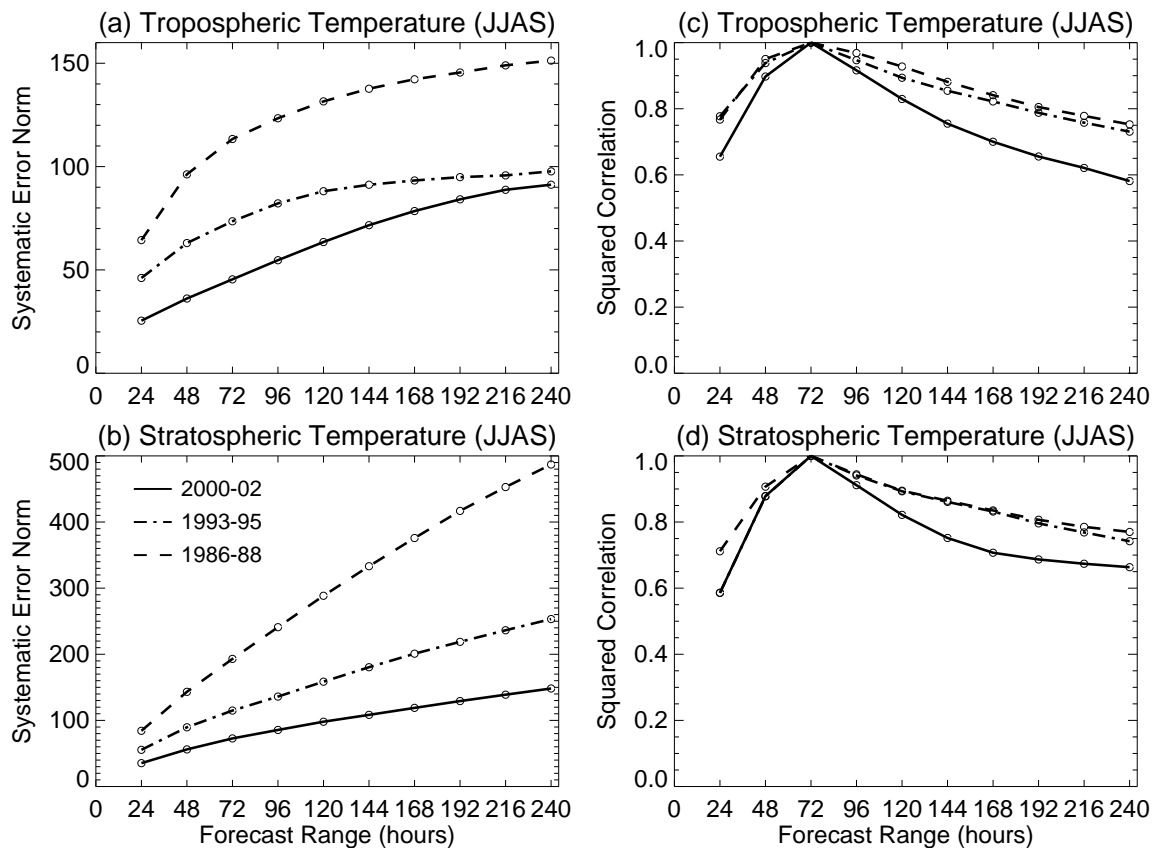 (a) Tropospheric Temperature (JJAS)
Systematic Error Norm
150
100
50
0
0 24 48 72 96 120 144 168 192 216 240
(c) Tropospheric Temperature (JJAS)
Squared Correlation
1.0
0.8
0.6
0.4
0.2
0.0
0 24 48 72 96 120 144 168 192 216 240
(b) Stratospheric Temperature (JJAS)
Systematic Error Norm
500
400
300
200
100
0
2000-02
1993-95
1986-88
0 24 48 72 96 120 144 168 192 216 240
Forecast Range (hours)
(d) Stratospheric Temperature (JJAS)
Squared Correlation
1.0
0.8
0.6
0.4
0.2
0.0
0 24 48 72 96 120 144 168 192 216 240
Forecast Range (hours)